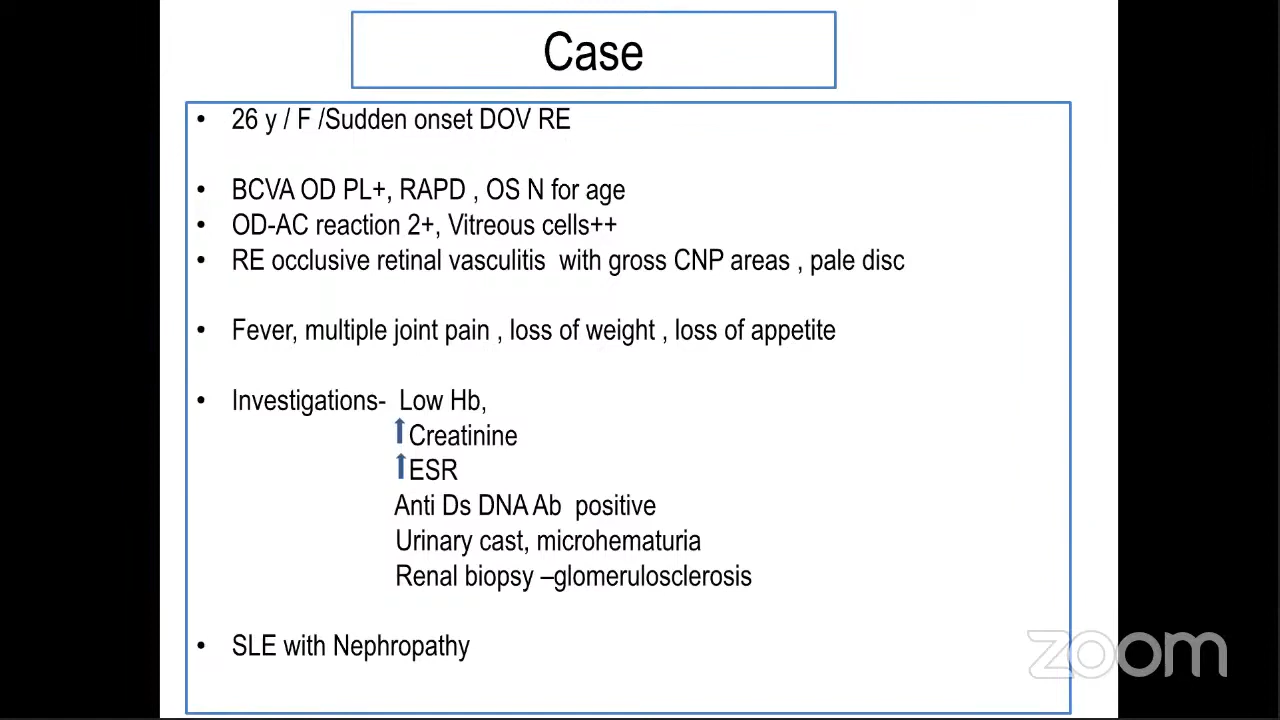 Case
• 26 y / F /Sudden onset DOV RE
• BCVA OD PL+, RAPD , OS N for age
• OD-AC reaction 2+, Vitreous cells++
• RE occlusive retinal vasculitis with gross CNP areas , pale disc
• Fever, multiple joint pain , loss of weight , loss of appetite
• Investigations- Low Hb,
⬆Creatinine
⬆ESR
Anti Ds DNA Ab positive
Urinary cast, microhematuria
Renal biopsy –glomerulosclerosis
• SLE with Nephropathy
zoom